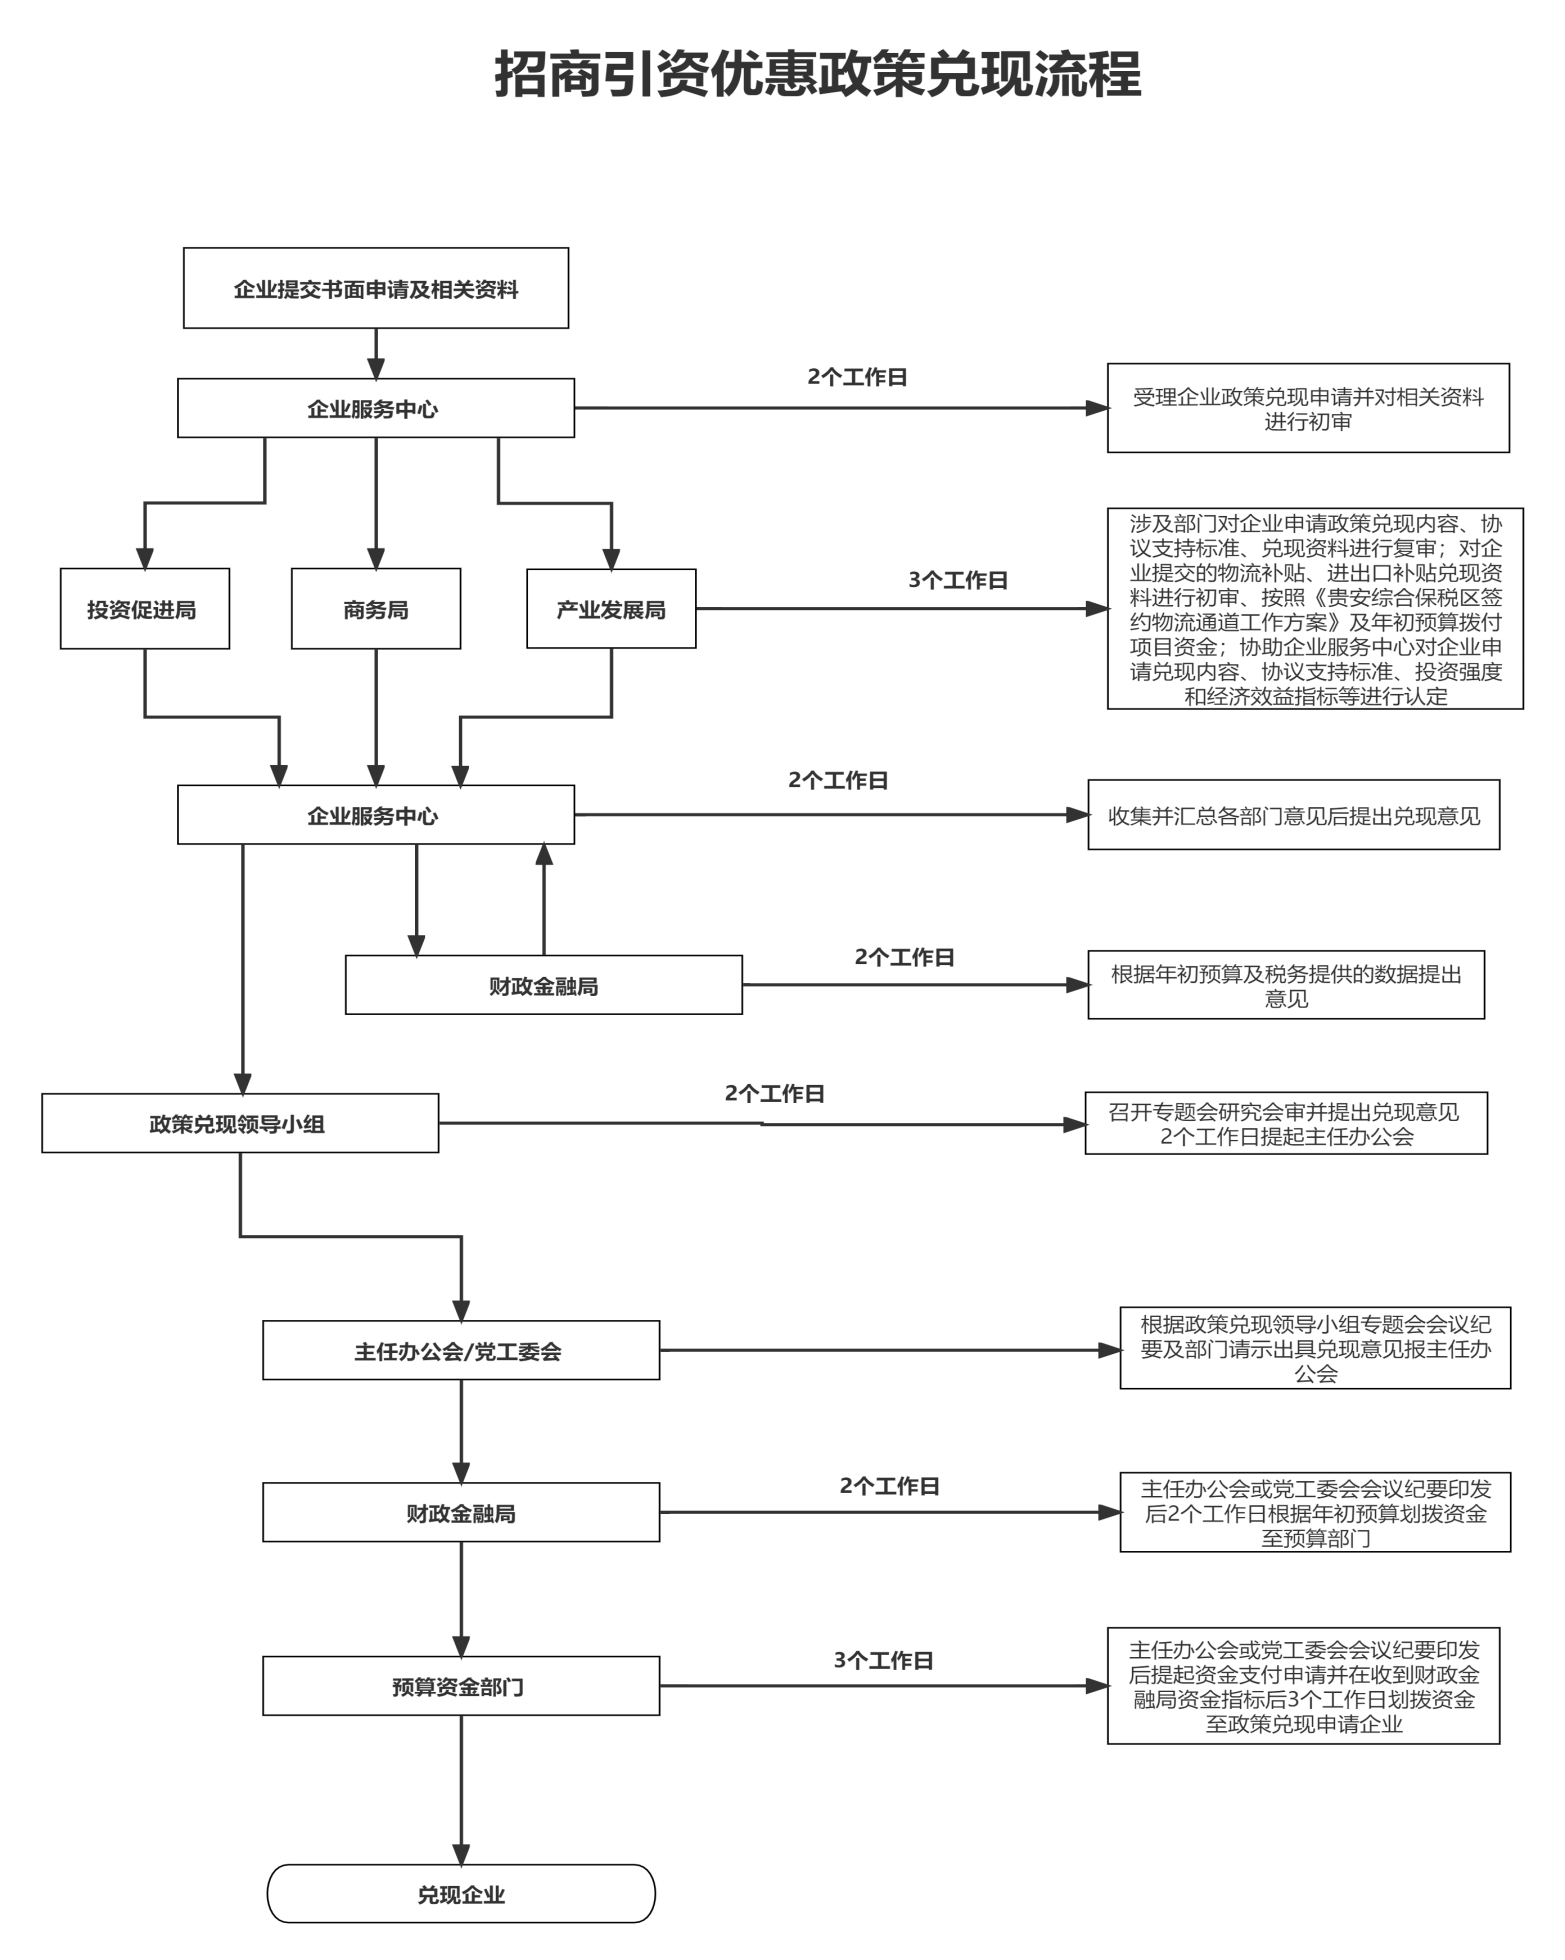 招商引资优惠政策兑现流程
企业提交书面申请及相关资料
企业服务中心
2个工作日
受理企业政策兑现申请并对相关资料
进行初审
投资促进局
商务局
产业发展局
3个工作日
涉及部门对企业申请政策兑现内容、协
议支持标准、兑现资料进行复审；对企
业提交的物流补贴、进出口补贴兑现资
料进行初审、按照《贵安综合保税区签
约物流通道工作方案》及年初预算拨付
项目资金；协助企业服务中心对企业申
请兑现内容、协议支持标准、投资强度
和经济效益指标等进行认定
企业服务中心
2个工作日
收集并汇总各部门意见后提出兑现意见
财政金融局
2个工作日
根据年初预算及税务提供的数据提出
意见
政策兑现领导小组
2个工作日
召开专题会研究会审并提出兑现意见
2个工作日提起主任办公会
主任办公会/党工委会
根据政策兑现领导小组专题会会议纪
要及部门请示出具兑现意见报主任办
公会
财政金融局
2个工作日
主任办公会或党工委会会议纪要印发
后2个工作日根据年初预算划拨资金
至预算部门
预算资金部门
3个工作日
主任办公会或党工委会会议纪要印发
后提起资金支付申请并在收到财政金
融局资金指标后3个工作日划拨资金
至政策兑现申请企业
兑现企业